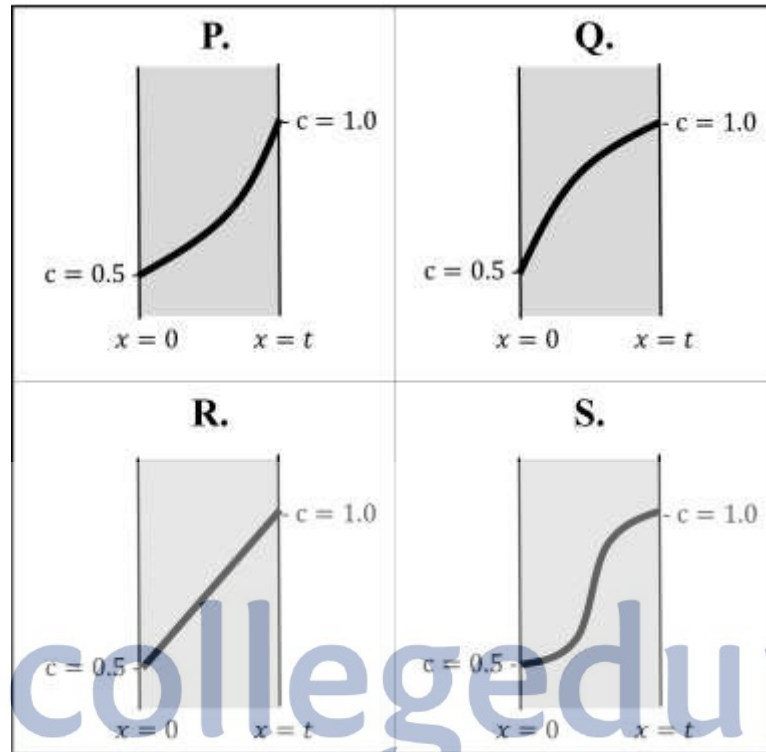 P.
c = 1.0
c = 0.5
x = 0 x = t
Q.
c = 1.0
c = 0.5
x = 0 x = t
R.
c = 1.0
c = 0.5
x = 0 x = t
S.
c = 1.0
c = 0.5
x = 0 x = t
collegedu